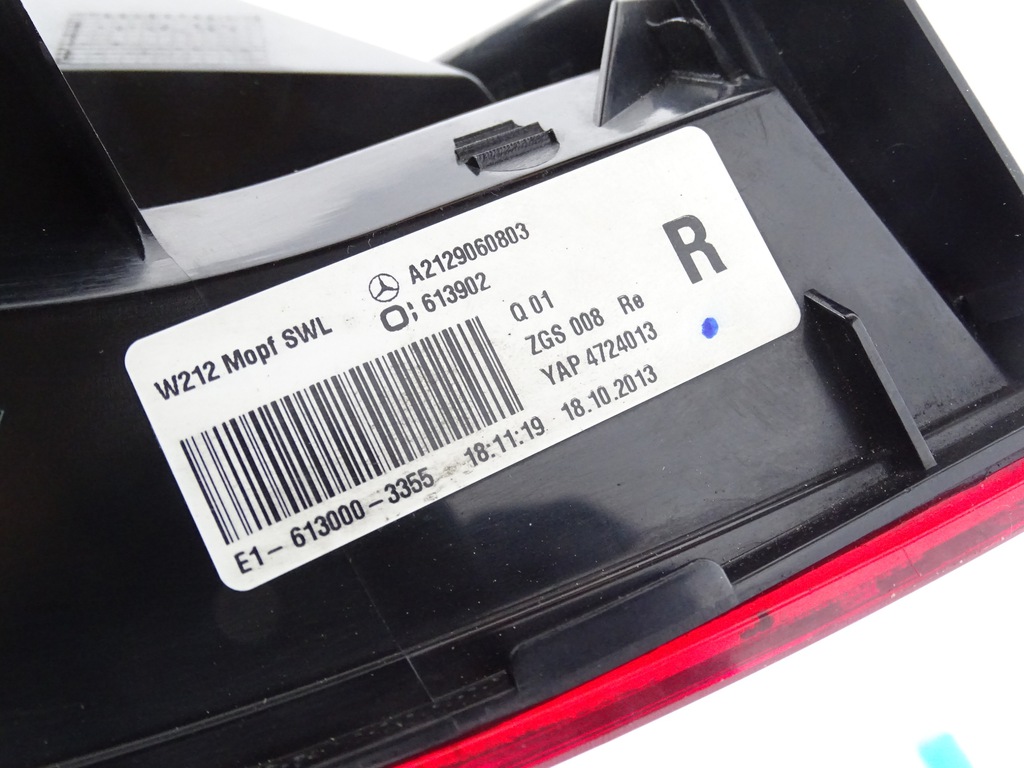 A2129060803
W212 Mopf SWL
613902
R
Q 01
ZGS 008 Re
YAP 4724013
E1-613000-3355 18:11:19 18.10.2013